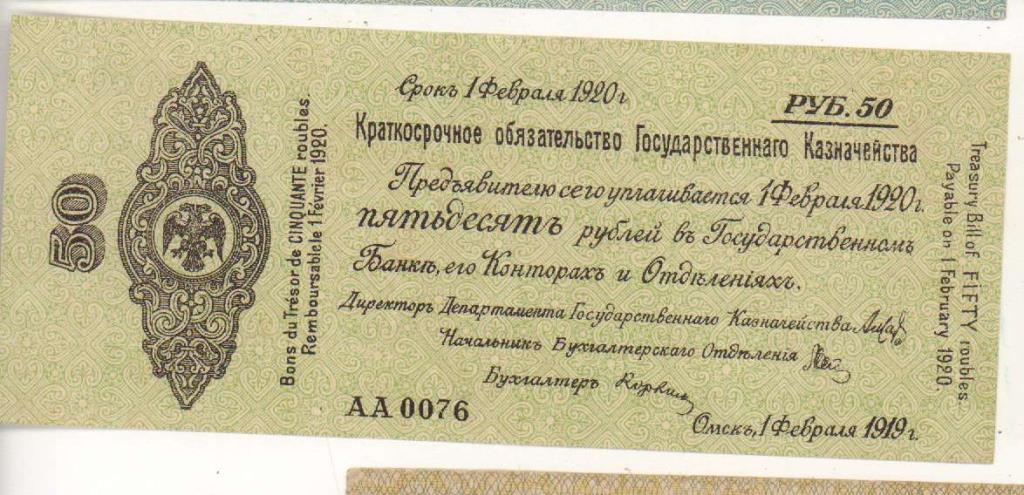 50
Bons du Trésor de CINQUANTE roubles.
Remboursable le 1 Février 1920.
Срокъ 1 Февраля 1920 г
РУБ. 50
Краткосрочное обязательство Государственнаго Казначейства
Предъявителю сего уплачивается 1 Февраля 1920 г.
пятьдесятъ рублей въ Государственномъ
Банкѣ, его Конторахъ и Отдѣленіяхъ.
Директоръ Департамента Государственнаго Казначейства
Начальникъ Бухгалтерскаго Отдѣленія
Бухгалтеръ
АА 0076
Омскъ, 1 Февраля 1919 г.
Treasury Bill of FIFTY roubles.
Payable on 1 February 1920.